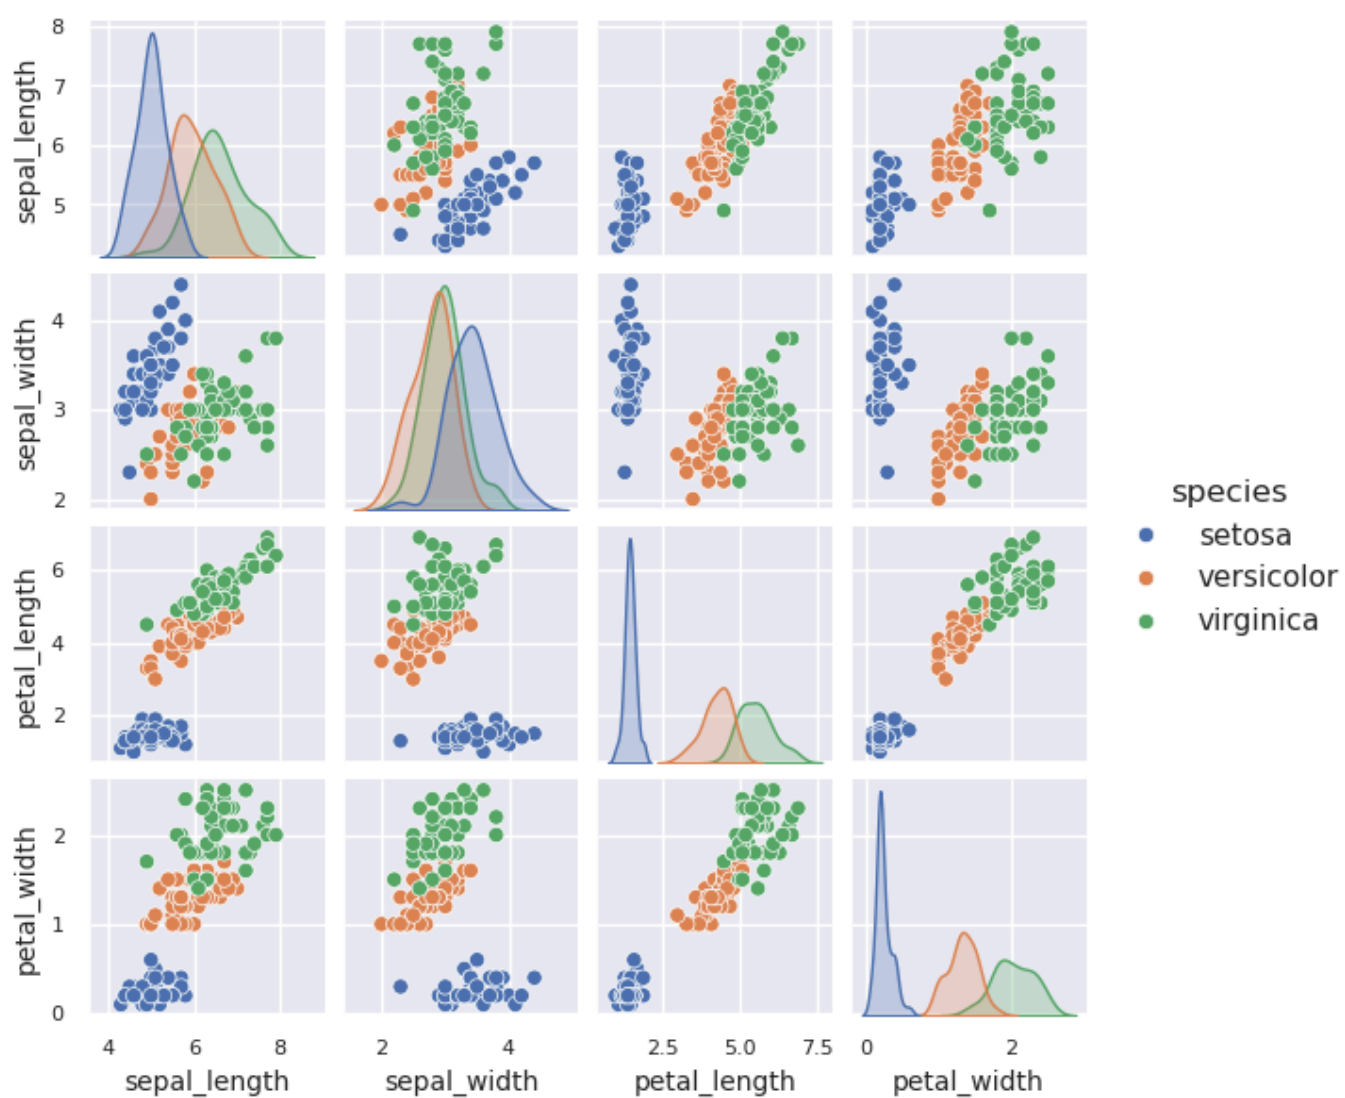 8
7
6
5
sepal_length
4
3
2
sepal_width
6
4
2
petal_length
2
1
0
petal_width
4 6 8
sepal_length
2 4
sepal_width
2.5 5.0 7.5
petal_length
0 2
petal_width
species
setosa
versicolor
virginica